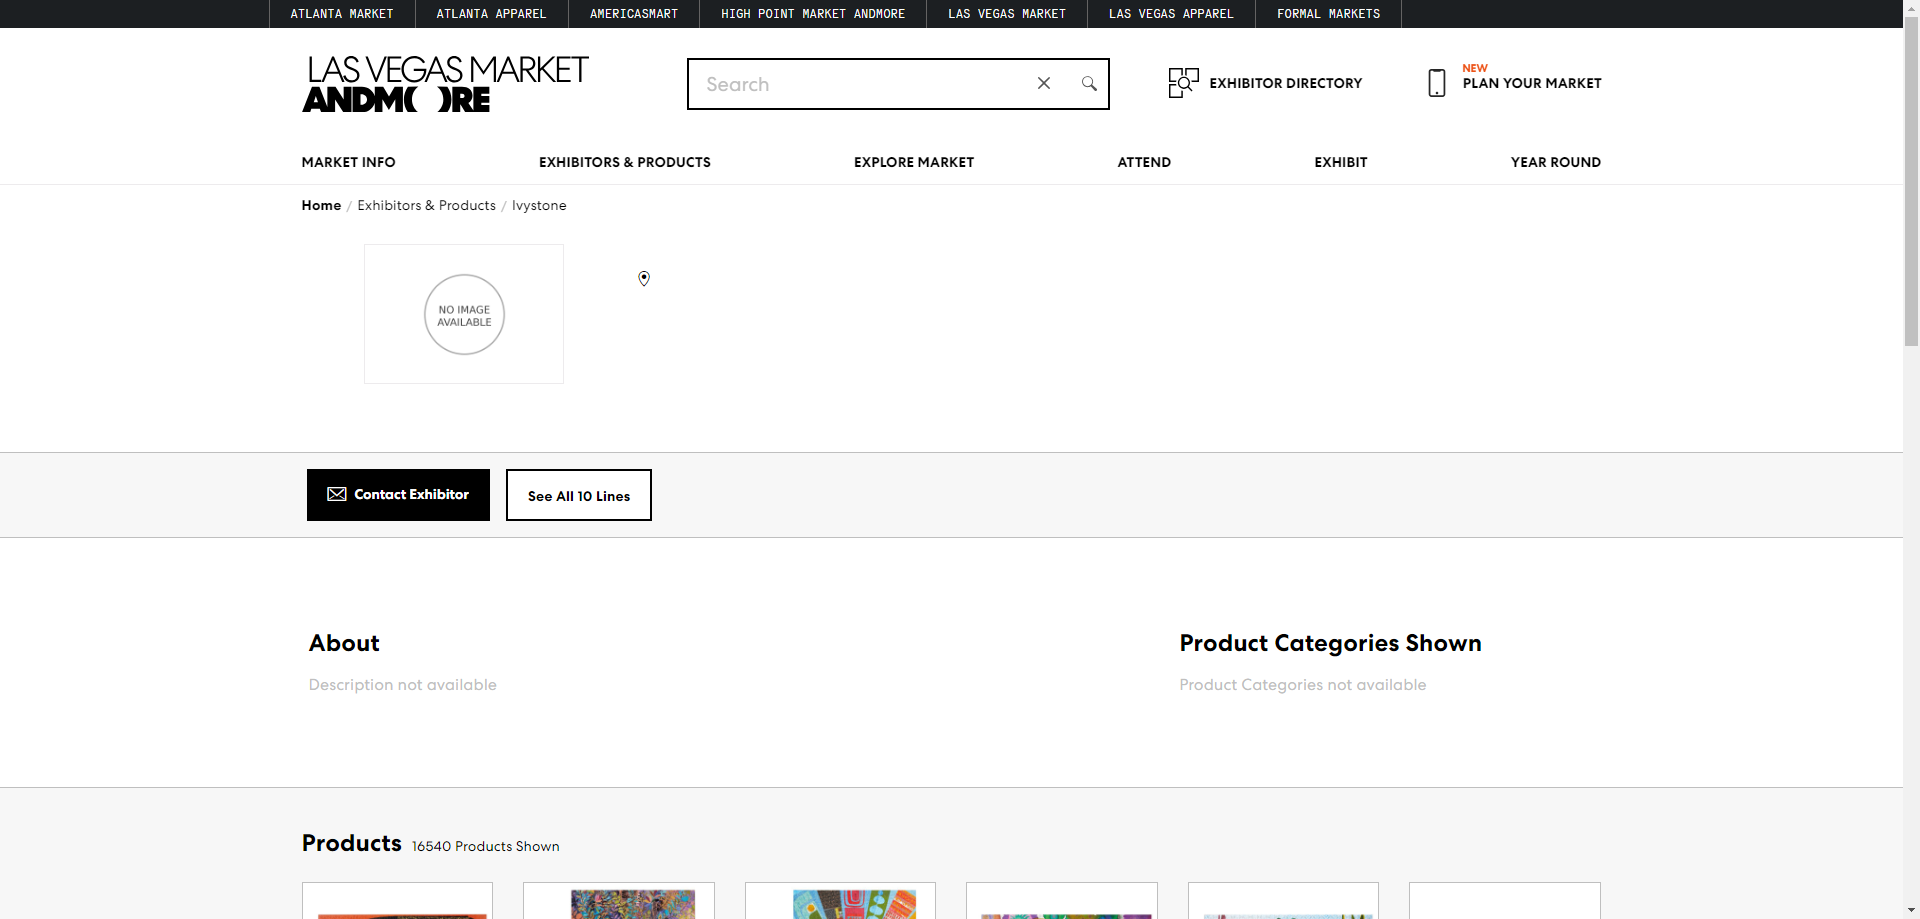 ATLANTA MARKET ATLANTA APPAREL AMERICASMART HIGH POINT MARKET ANDMORE LAS VEGAS MARKET LAS VEGAS APPAREL FORMAL MARKETS
LAS VEGAS MARKET
ANDMORE
Search
EXHIBITOR DIRECTORY
NEW
PLAN YOUR MARKET
MARKET INFO EXHIBITORS & PRODUCTS EXPLORE MARKET ATTEND EXHIBIT YEAR ROUND
Home / Exhibitors & Products / Ivystone
NO IMAGE
AVAILABLE
Contact Exhibitor See All 10 Lines
About
Description not available
Product Categories Shown
Product Categories not available
Products 16540 Products Shown